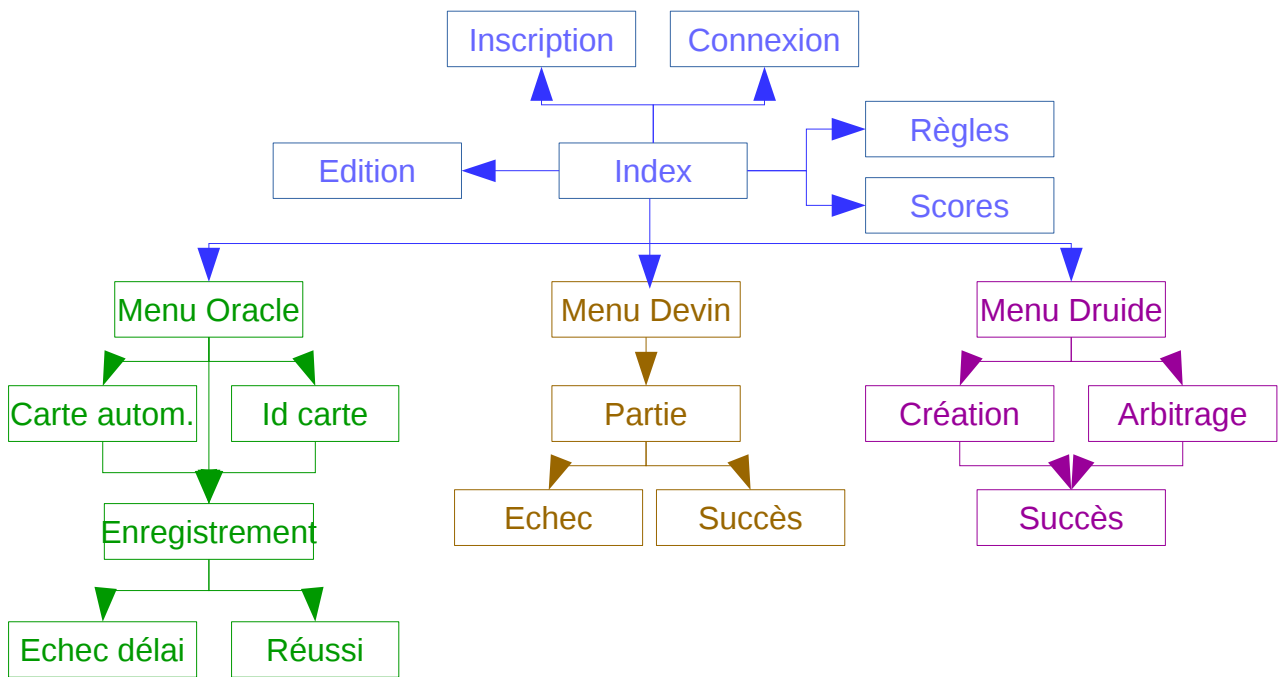 Inscription
Connexion
Règles
Edition
Index
Scores
Menu Oracle
Menu Devin
Menu Druide
Carte autom.
Id carte
Partie
Création
Arbitrage
Enregistrement
Echec
Succès
Succès
Echec délai
Réussi